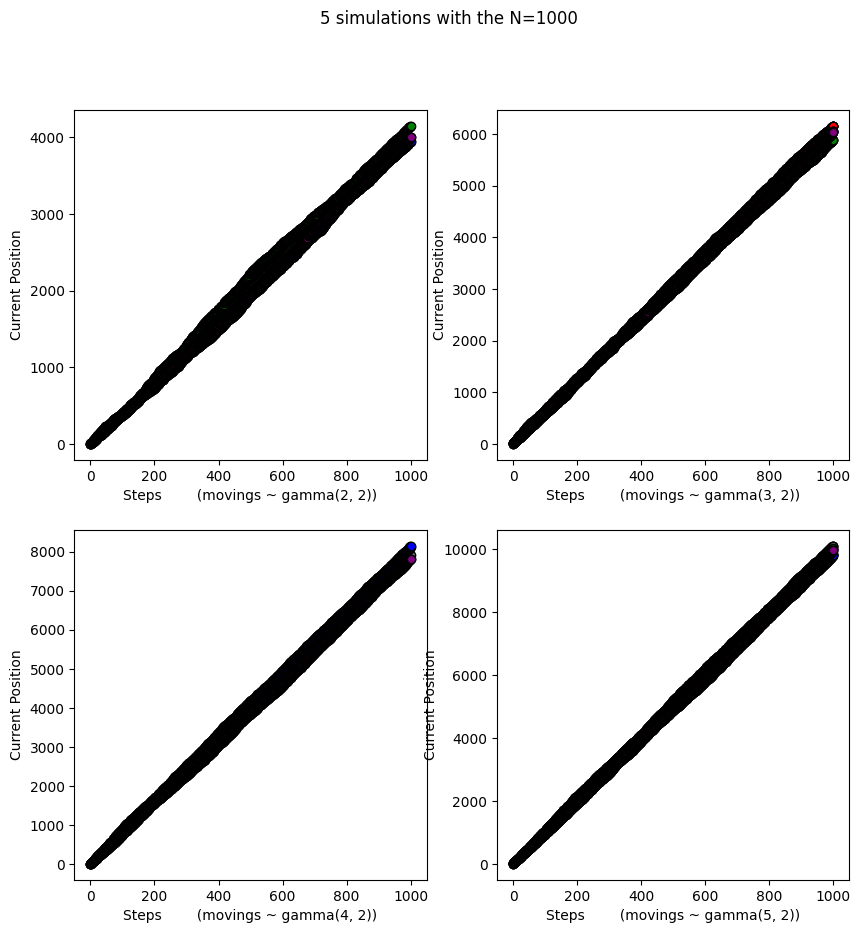 5 simulations with the N=1000
4000
3000
2000
1000
0
Current Position
0 200 400 600 800 1000
Steps (movings ~ gamma(2, 2))
6000
5000
4000
3000
2000
1000
0
Current Position
0 200 400 600 800 1000
Steps (movings ~ gamma(3, 2))
8000
7000
6000
5000
4000
3000
2000
1000
0
Current Position
0 200 400 600 800 1000
Steps (movings ~ gamma(4, 2))
10000
8000
6000
4000
2000
0
Current Position
0 200 400 600 800 1000
Steps (movings ~ gamma(5, 2))